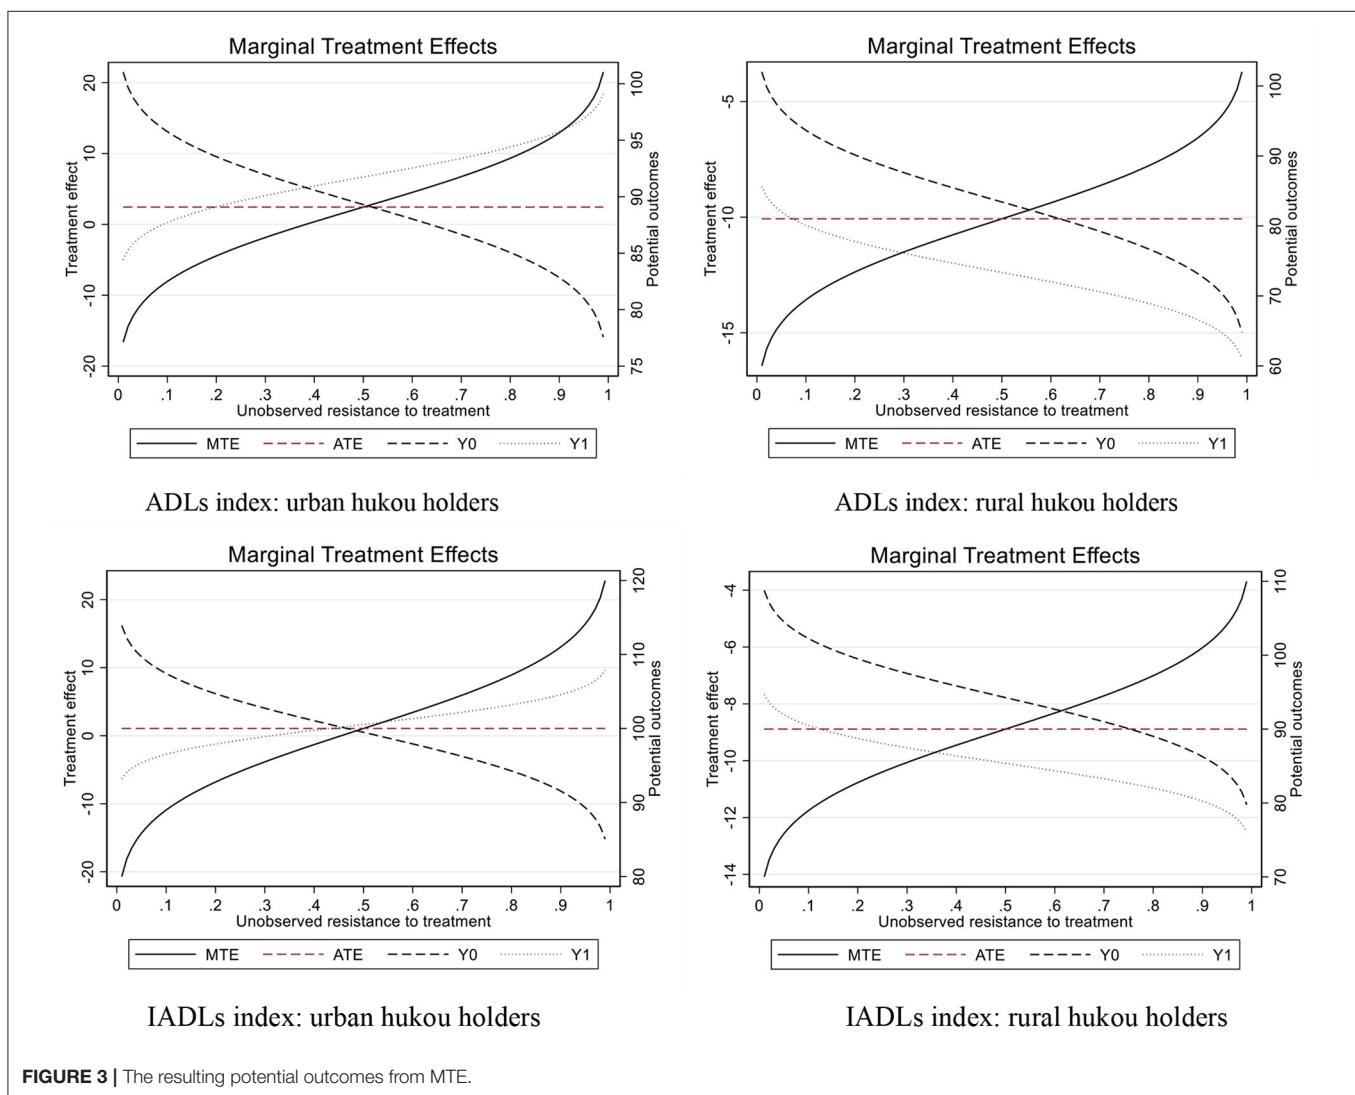 Marginal Treatment Effects
Treatment effect
20
10
0
-10
-20
Potential outcomes
100
95
90
85
80
75
0 .1 .2 .3 .4 .5 .6 .7 .8 .9 1
Unobserved resistance to treatment
MTE ATE Y0 Y1
ADLs index: urban hukou holders
Marginal Treatment Effects
Treatment effect
-5
-10
-15
Potential outcomes
100
90
80
70
60
0 .1 .2 .3 .4 .5 .6 .7 .8 .9 1
Unobserved resistance to treatment
MTE ATE Y0 Y1
ADLs index: rural hukou holders
Marginal Treatment Effects
Treatment effect
20
10
0
-10
-20
Potential outcomes
120
110
100
90
80
0 .1 .2 .3 .4 .5 .6 .7 .8 .9 1
Unobserved resistance to treatment
MTE ATE Y0 Y1
IADLs index: urban hukou holders
Marginal Treatment Effects
Treatment effect
-4
-6
-8
-10
-12
-14
Potential outcomes
110
100
90
80
70
0 .1 .2 .3 .4 .5 .6 .7 .8 .9 1
Unobserved resistance to treatment
MTE ATE Y0 Y1
IADLs index: rural hukou holders
FIGURE 3 | The resulting potential outcomes from MTE.